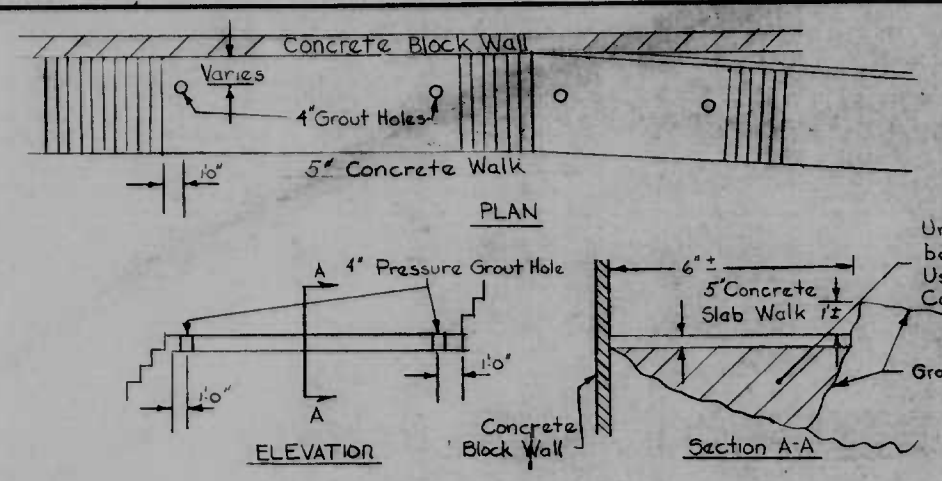 Concrete Block Wall
Varies
4" Grout Holes
1'0"
5" Concrete Walk
PLAN
A
4" Pressure Grout Hole
1'0"
1'0"
A
ELEVATION
6" ±
5" Concrete
Slab Walk
1'±
Concrete
Block Wall
Section A-A